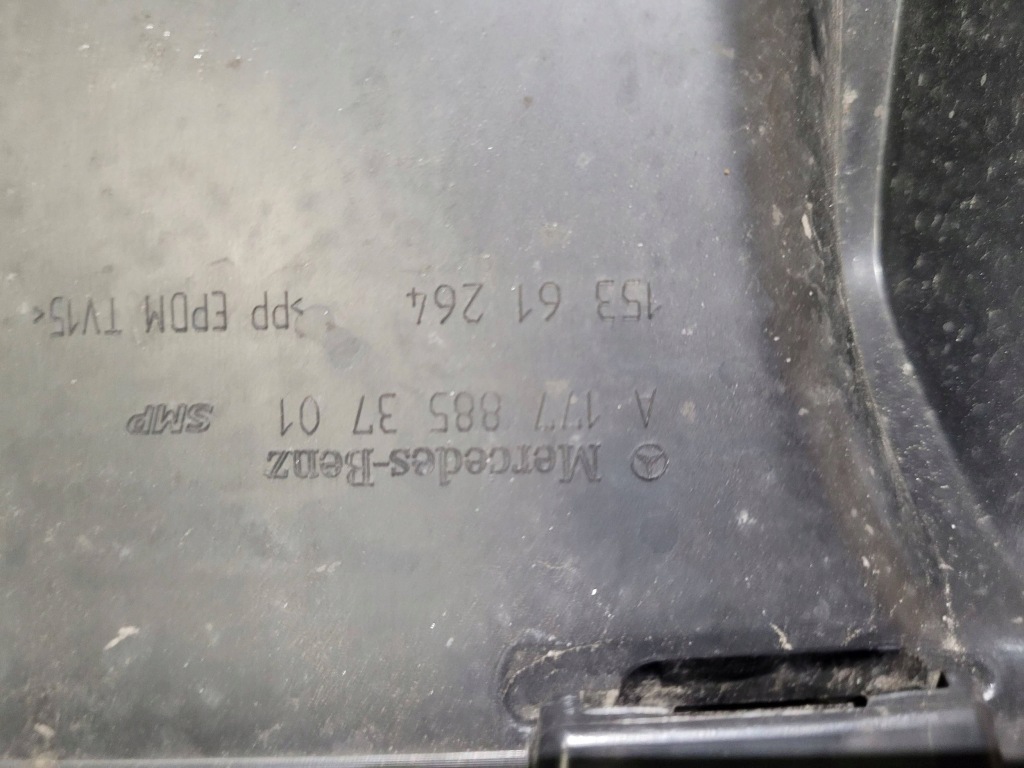 Mercedes-Benz
A 177 885 37 01 SMP
153 61 264 >PP EPDM TV15<